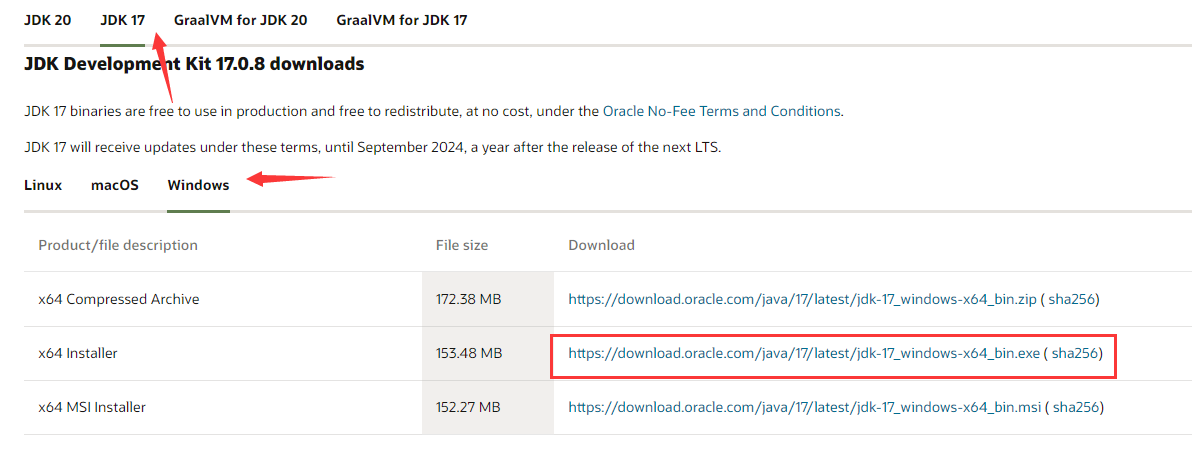 JDK 20 JDK 17 GraalVM for JDK 20 GraalVM for JDK 17
JDK Development Kit 17.0.8 downloads
JDK 17 binaries are free to use in production and free to redistribute, at no cost, under the Oracle No-Fee Terms and Conditions.
JDK 17 will receive updates under these terms, until September 2024, a year after the release of the next LTS.
Linux macOS Windows
Product/file description File size Download
x64 Compressed Archive 172.38 MB https://download.oracle.com/java/17/latest/jdk-17_windows-x64_bin.zip ( sha256)
x64 Installer 153.48 MB https://download.oracle.com/java/17/latest/jdk-17_windows-x64_bin.exe ( sha256)
x64 MSI Installer 152.27 MB https://download.oracle.com/java/17/latest/jdk-17_windows-x64_bin.msi ( sha256)